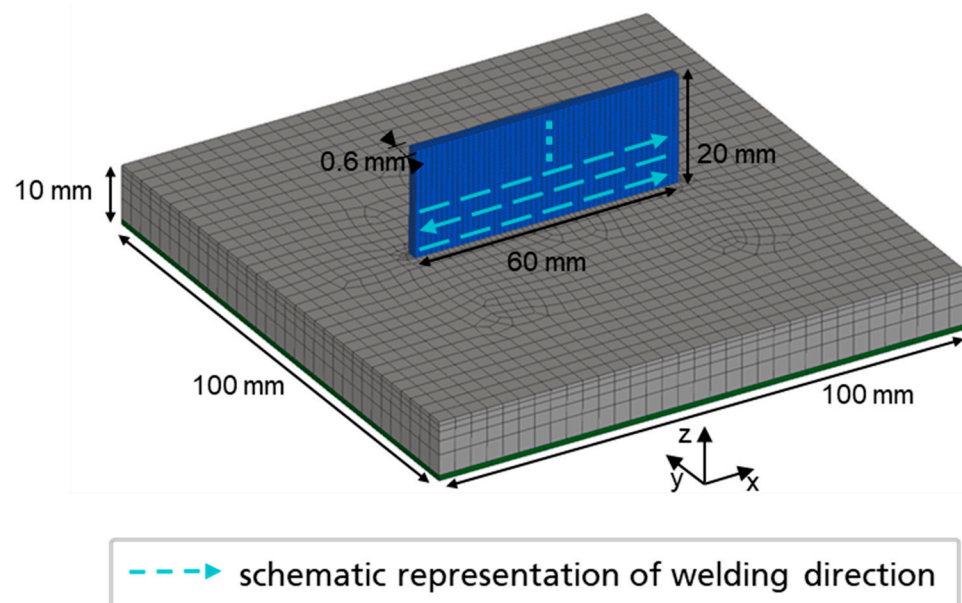 0.6 mm
20 mm
10 mm
60 mm
100 mm
100 mm
z
y
x
schematic representation of welding direction